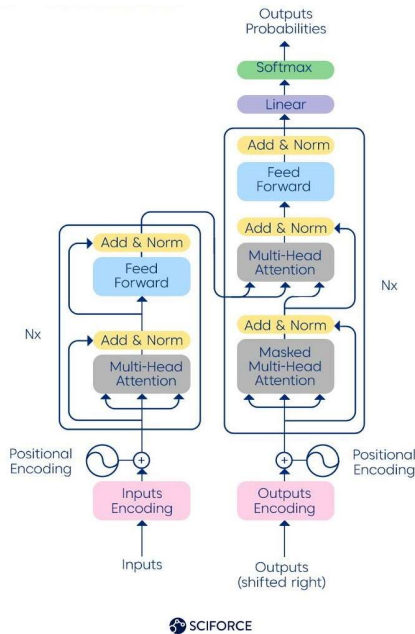 Outputs
Probabilities
Softmax
Linear
Add & Norm
Feed
Forward
Add & Norm
Multi-Head
Attention
Nx
Add & Norm
Masked
Multi-Head
Attention
Add & Norm
Feed
Forward
Nx
Add & Norm
Multi-Head
Attention
Positional
Encoding
Positional
Encoding
Inputs
Encoding
Outputs
Encoding
Inputs
Outputs
(shifted right)
SCIFORCE